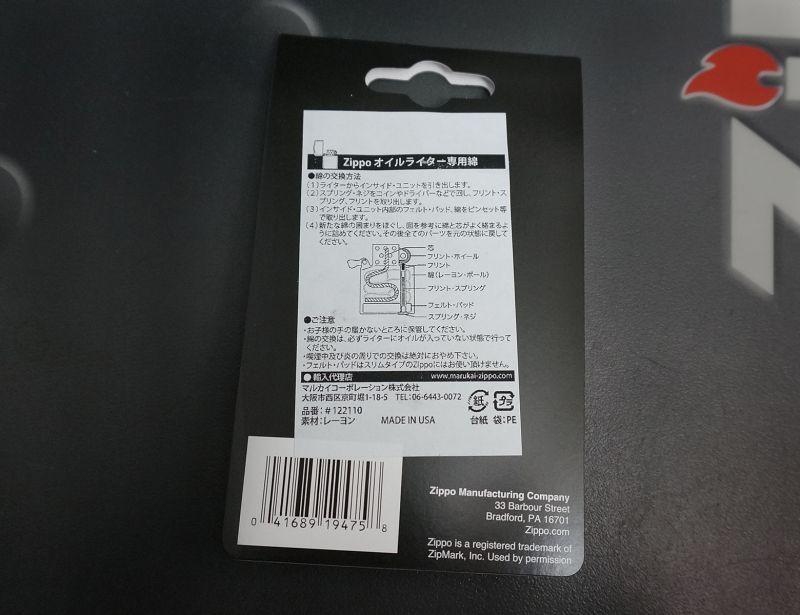 Zippo オイルライター専用綿
●綿の交換方法
(1)ライターからインサイド・ユニットを引き出します。
(2)スプリング・ネジをコインやドライバーなどで回し、フリント・ス
プリング、フリントを取り出します。
(3)インサイド・ユニット内部のフェルト・パッド、綿をピンセット等
で取り出します。
(4)新たな綿の固まりをほぐし、図を参考に綿と芯がよく絡まるよ
うに詰めてください。その後全てのパーツを元の状態に戻して
ください。
芯
フリント・ホイール
フリント
綿(レーヨン・ボール)
フリント・スプリング
フェルト・パッド
スプリング・ネジ
●ご注意
・お子様の手の届かないところに保管してください。
・綿の交換は、必ずライターにオイルが入っていない状態で行って
ください。
・喫煙中及び炎の周りでの交換は絶対におやめ下さい。
・フェルト・パッドはスリムタイプのZippoにはお使い頂けません。
●輸入代理店 www.marukai-zippo.com
マルカイコーポレーション株式会社
大阪市西区京町堀1-18-5 TEL:06-6443-0072
品番:#122110
素材:レーヨン MADE IN USA
紙 プラ
台紙 袋:PE
0 41689 19475 8
Zippo Manufacturing Company
33 Barbour Street
Bradford, PA 16701
Zippo.com
Zippo is a registered trademark of
ZipMark, Inc. Used by permission